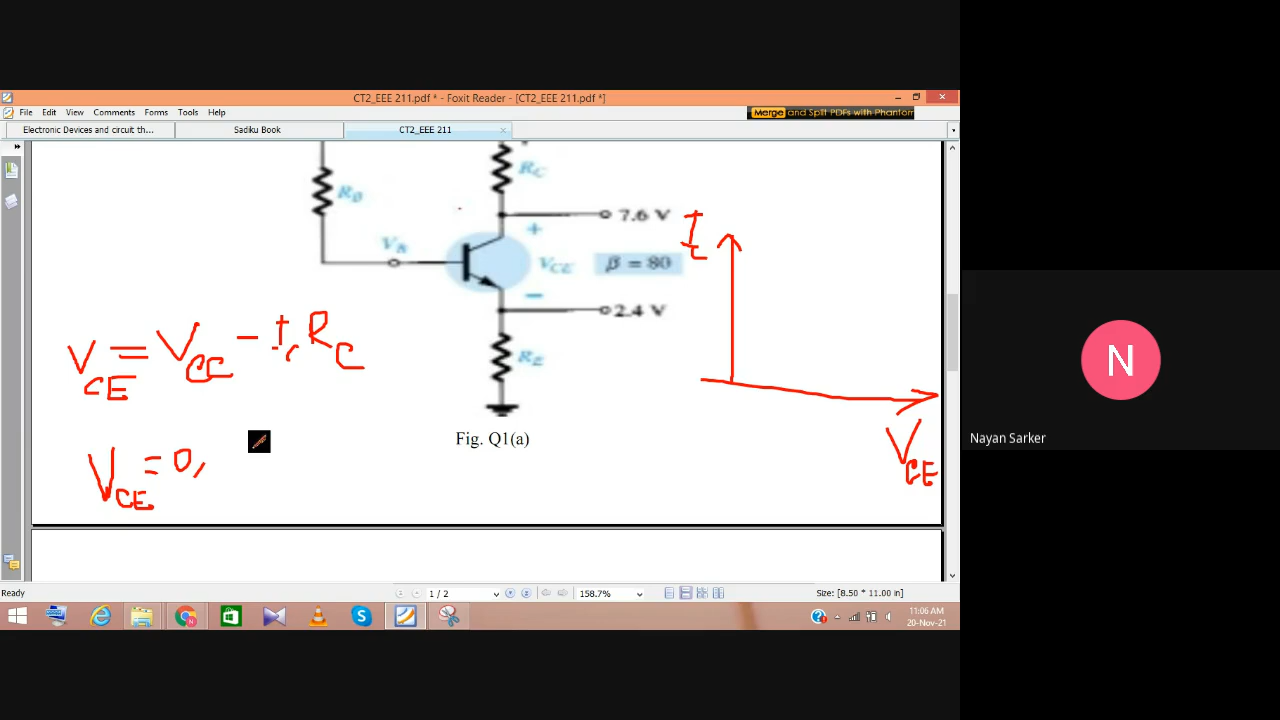 CT2_EEE 211.pdf * - Foxit Reader - [CT2_EEE 211.pdf *]
File Edit View Comments Forms Tools Help
Merge and Split PDFs with Phantom
Electronic Devices and circuit th...
Sadiku Book
CT2_EEE 211
R_C
R_B
7.6 V
I_C
+
V_B
V_CE
β = 80
−
2.4 V
V_CE = V_CC - I_C R_C
R_E
V_CE
Fig. Q1(a)
V_CE = 0,
N
Nayan Sarker
Ready
1 / 2
158.7%
Size: [8.50 * 11.00 in]
11:06 AM
20-Nov-21